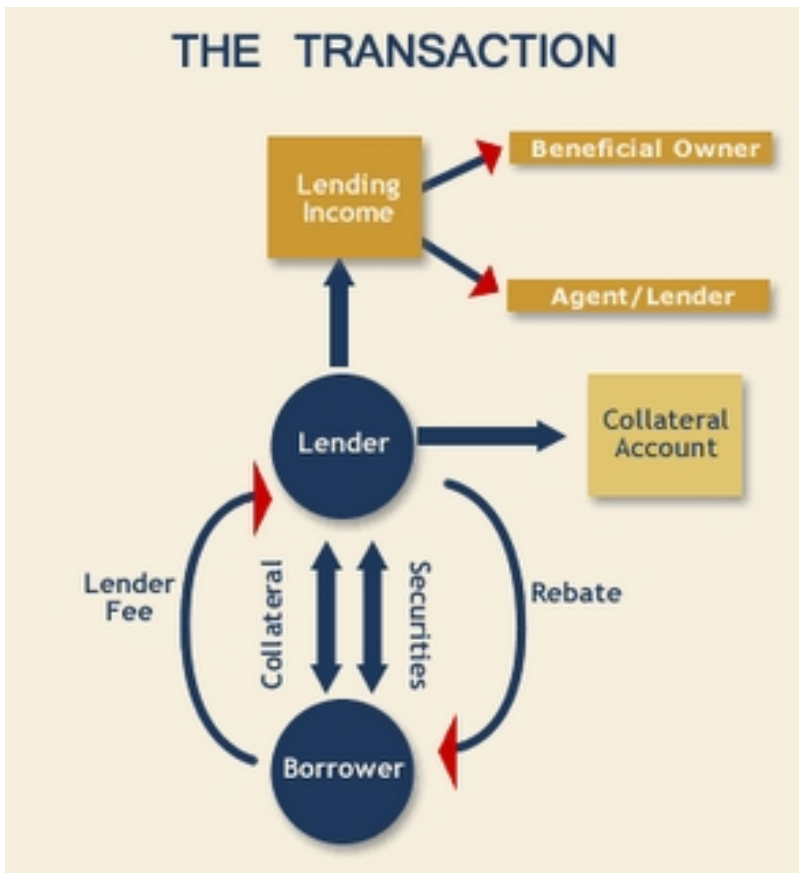 THE TRANSACTION
Lending
Income
Beneficial Owner
Agent/Lender
Lender
Collateral
Account
Lender
Fee
Collateral
Securities
Rebate
Borrower